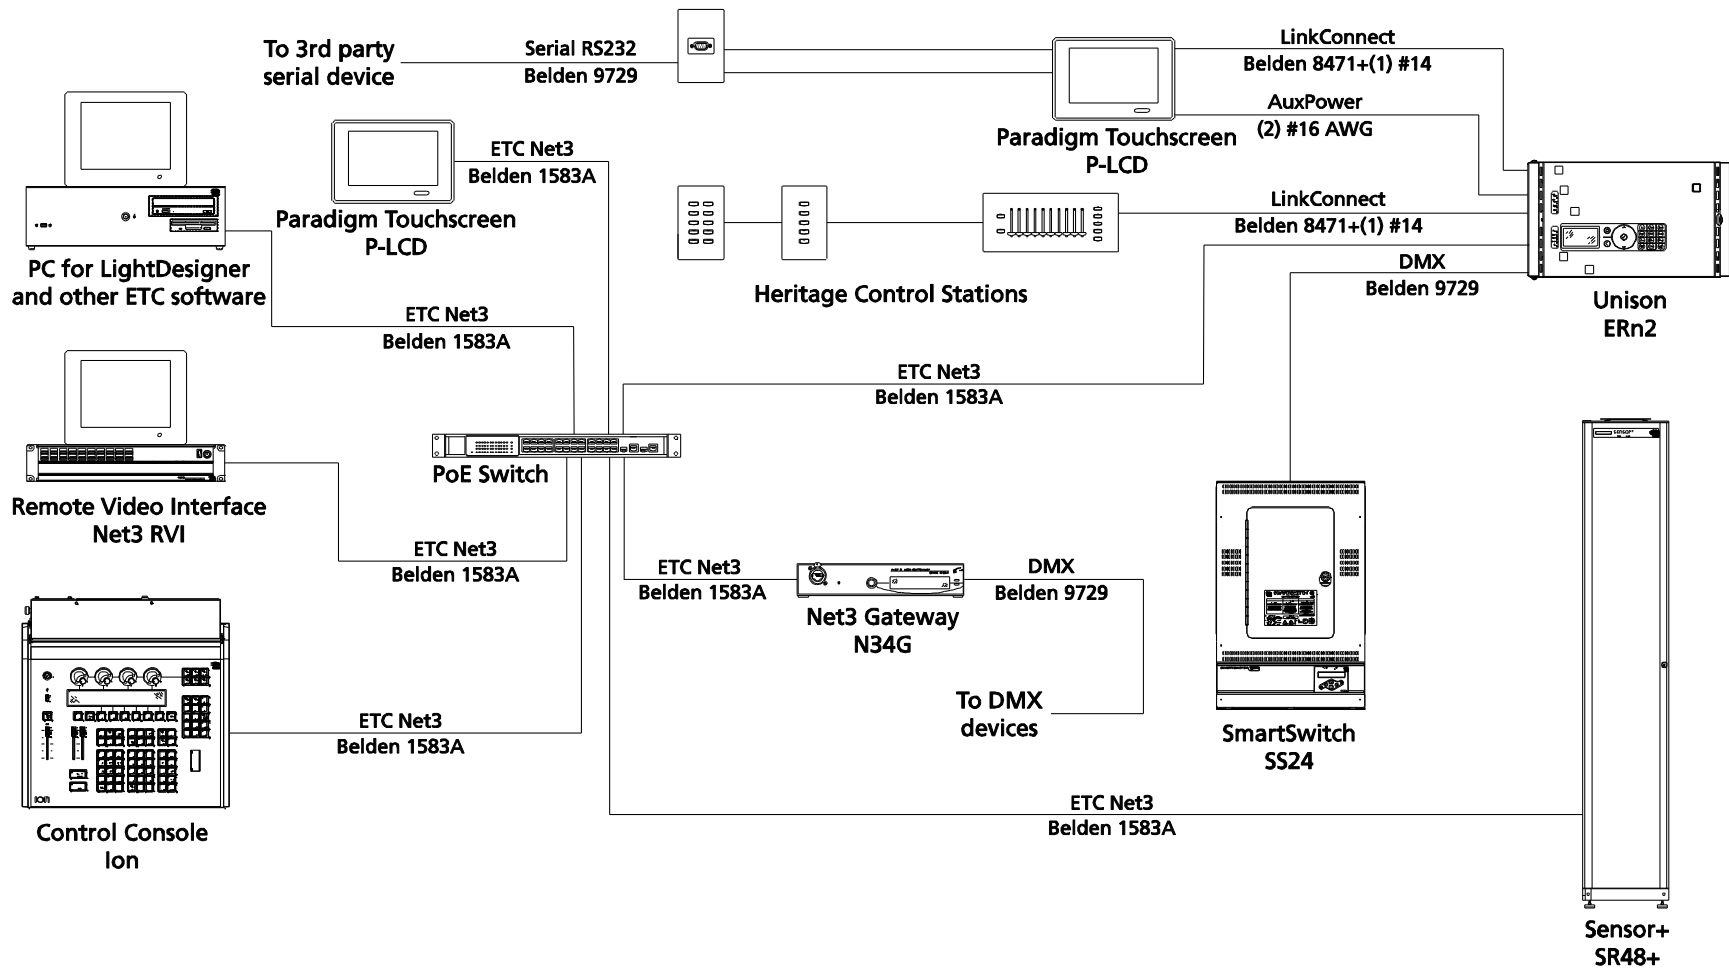 To 3rd party
serial device
Serial RS232
Belden 9729
LinkConnect
Belden 8471+(1) #14
AuxPower
(2) #16 AWG
Paradigm Touchscreen
P-LCD
ETC Net3
Belden 1583A
Paradigm Touchscreen
P-LCD
LinkConnect
Belden 8471+(1) #14
PC for LightDesigner
and other ETC software
Heritage Control Stations
DMX
Belden 9729
Unison
ERn2
ETC Net3
Belden 1583A
ETC Net3
Belden 1583A
PoE Switch
SENSOR+
Remote Video Interface
Net3 RVI
ETC Net3
Belden 1583A
ETC Net3
Belden 1583A
DMX
Belden 9729
Net3 Gateway
N34G
To DMX
devices
ETC Net3
Belden 1583A
SmartSwitch
SS24
ion
Control Console
Ion
ETC Net3
Belden 1583A
Sensor+
SR48+